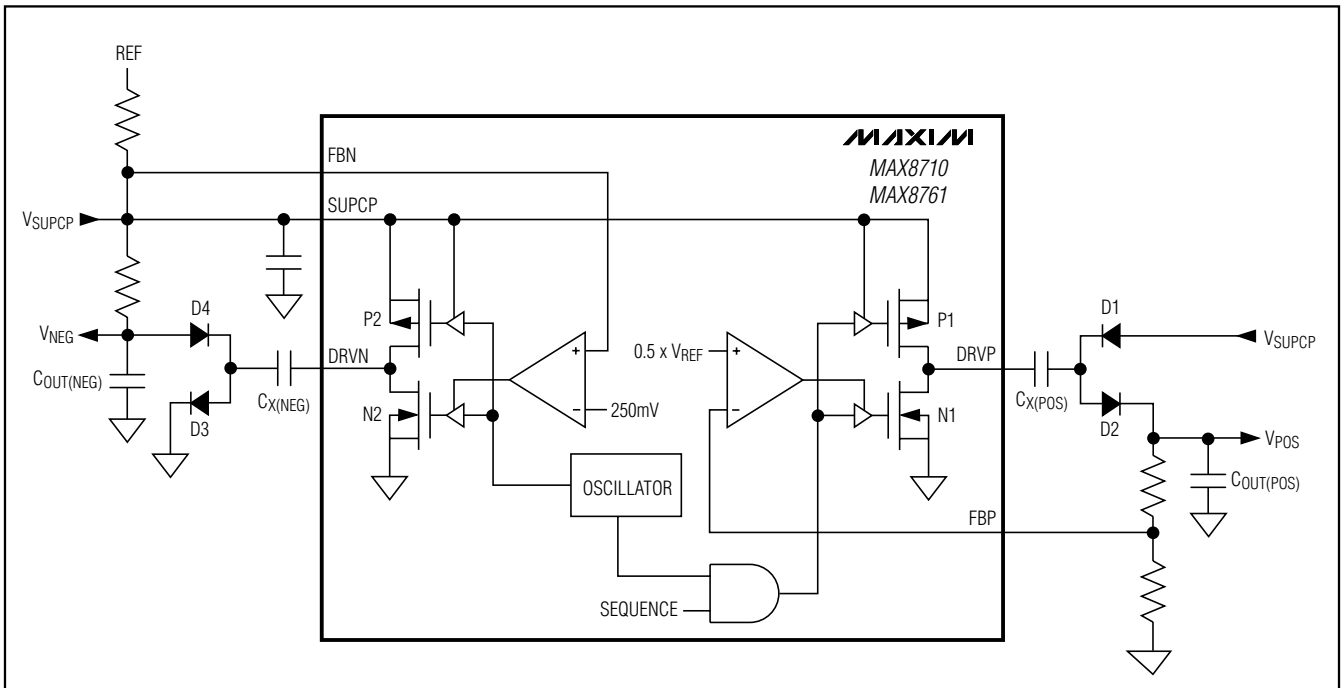 REF
MAXIM
MAX8710
MAX8761
FBN
SUPCP
VSUPCP
D4
P2
P1
D1
VNEG
DRVN
0.5 x VREF
+
+
DRVP
VSUPCP
COUT(NEG)
CX(NEG)
N2
−
250mV
−
N1
CX(POS)
D2
D3
VPOS
OSCILLATOR
COUT(POS)
FBP
SEQUENCE